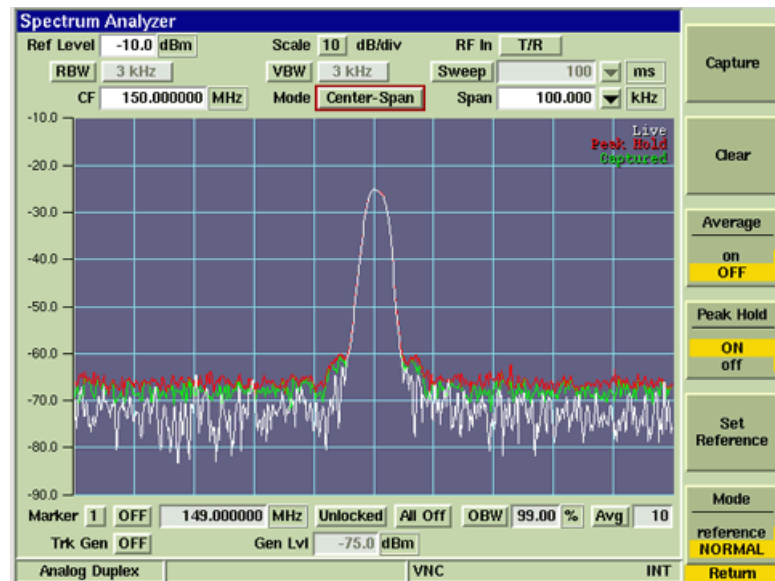 Spectrum Analyzer
Ref Level -10.0 dBm Scale 10 dB/div RF In T/R
RBW 3 kHz VBW 3 kHz Sweep 100 ms
CF 150.000000 MHz Mode Center-Span Span 100.000 kHz
-10.0
-20.0
-30.0
-40.0
-50.0
-60.0
-70.0
-80.0
-90.0
Live
Peak Hold
Captured
Marker 1 OFF 149.000000 MHz Unlocked All Off OBW 99.00 % Avg 10
Trk Gen OFF Gen Lvl -75.0 dBm
Analog Duplex VNC INT
Capture
Clear
Average
on
OFF
Peak Hold
ON
off
Set
Reference
Mode
reference
NORMAL
Return